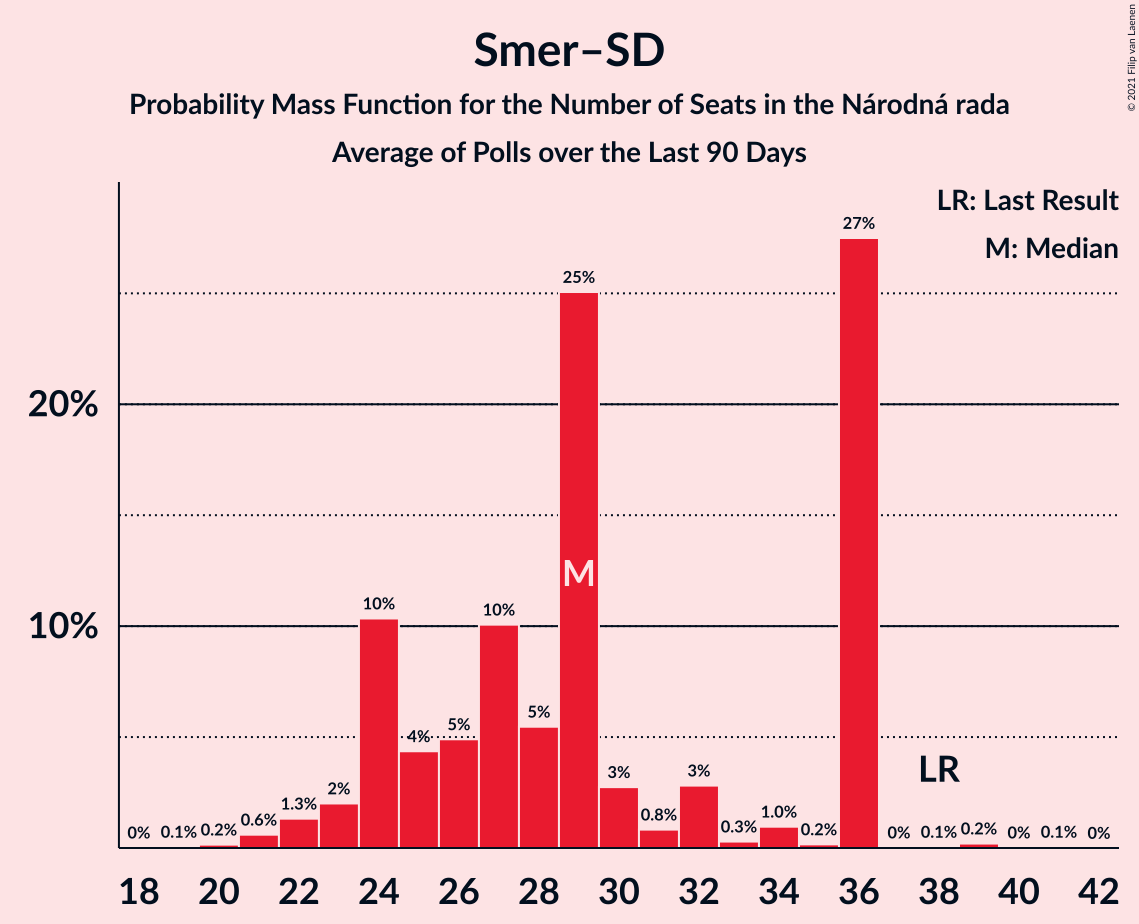 Smer–SD
Probability Mass Function for the Number of Seats in the Národná rada
Average of Polls over the Last 90 Days
© 2021 Filip van Laenen
LR: Last Result
M: Median
20%
10%
0% 0.1% 0.2% 0.6% 1.3% 2% 10% 4% 5% 10% 5% 25% 3% 0.8% 3% 0.3% 1.0% 0.2% 27% 0% 0.1% 0.2% 0% 0.1% 0%
M
LR
18 20 22 24 26 28 30 32 34 36 38 40 42